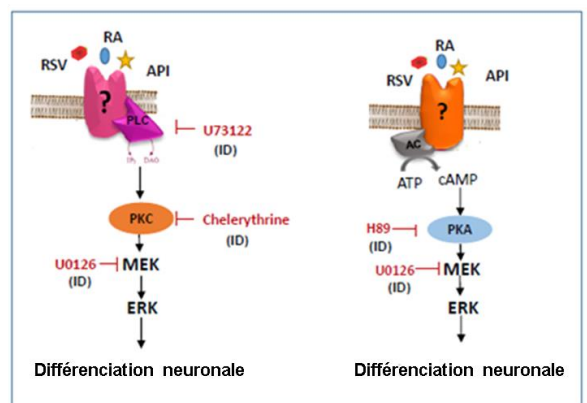 RA
RSV
API
?
PLC
U73122
(ID)
IP₃ DAG
PKC
Chelerythrine
(ID)
U0126
(ID)
MEK
ERK
Différenciation neuronale
RA
RSV
API
?
AC
ATP
cAMP
H89
(ID)
PKA
U0126
(ID)
MEK
ERK
Différenciation neuronale